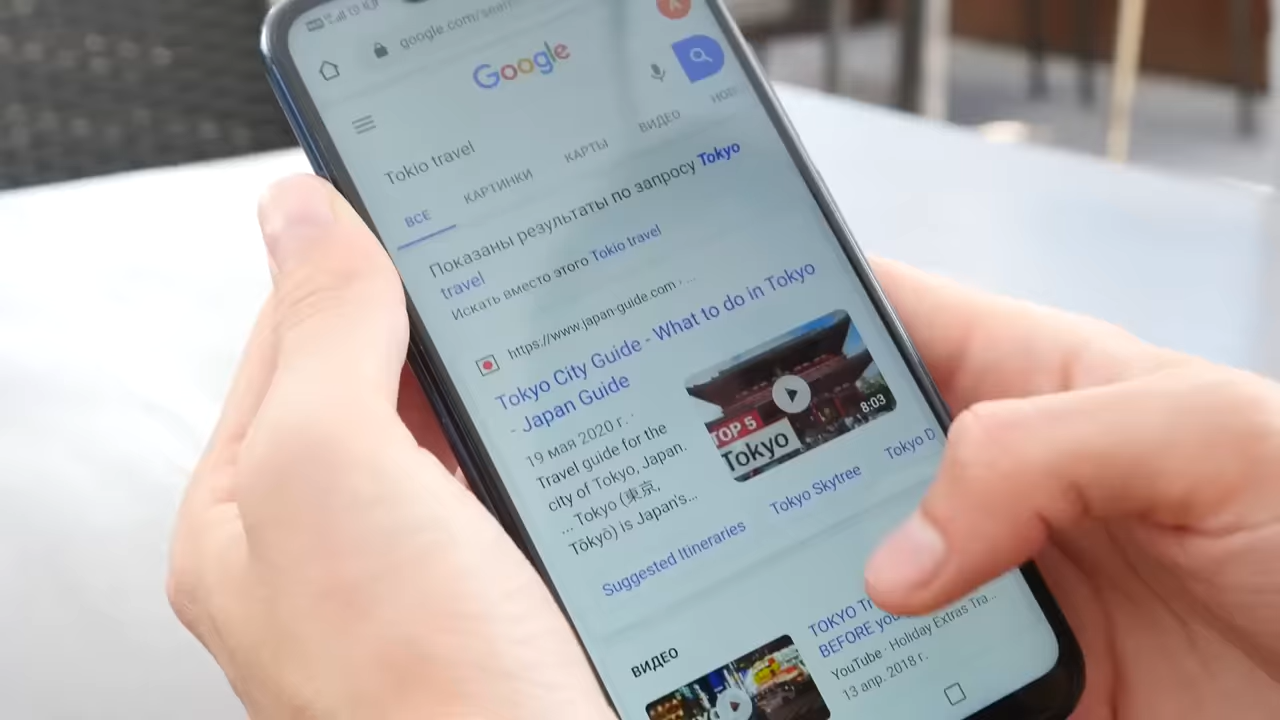 google.com/sear
Google
Tokio travel
ВСЕ
КАРТИНКИ
КАРТЫ
ВИДЕО
Показаны результаты по запросу Tokyo
travel
Искать вместо этого Tokio travel
https://www.japan-guide.com › ...
Tokyo City Guide - What to do in Tokyo
- Japan Guide
19 мая 2020 г. ·
Travel guide for the
city of Tokyo, Japan.
... Tokyo (東京,
Tōkyō) is Japan's...
TOP 5
Tokyo
8:03
Suggested Itineraries
Tokyo Skytree
Tokyo D
ВИДЕО
TOKYO Tr
BEFORE you
YouTube · Holiday Extras Tra...
13 апр. 2018 г.